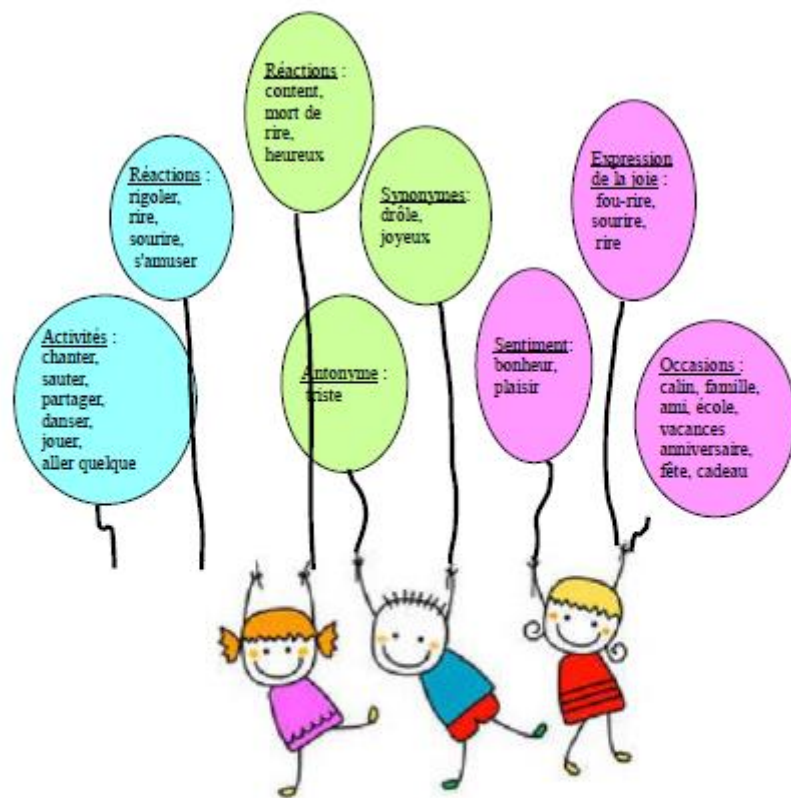 Activités :
chanter,
sauter,
partager,
danser,
jouer,
aller quelque
Réactions :
rigoler,
rire,
sourire,
s'amuser
Réactions :
content,
mort de
rire,
heureux
Antonyme :
triste
Synonymes:
drôle,
joyeux
Sentiment:
bonheur,
plaisir
Expression
de la joie :
fou-rire,
sourire,
rire
Occasions :
calin, famille,
ami, école,
vacances
anniversaire,
fête, cadeau